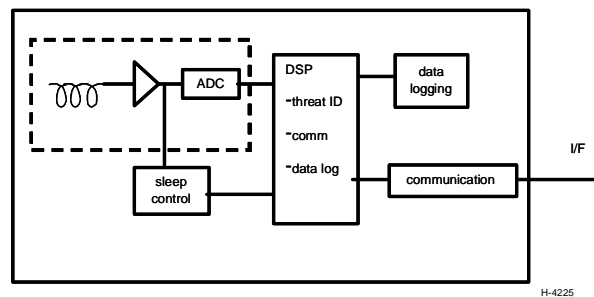 ADC
DSP
-threat ID
-comm
-data log
data
logging
sleep
control
communication
I/F
H-4225